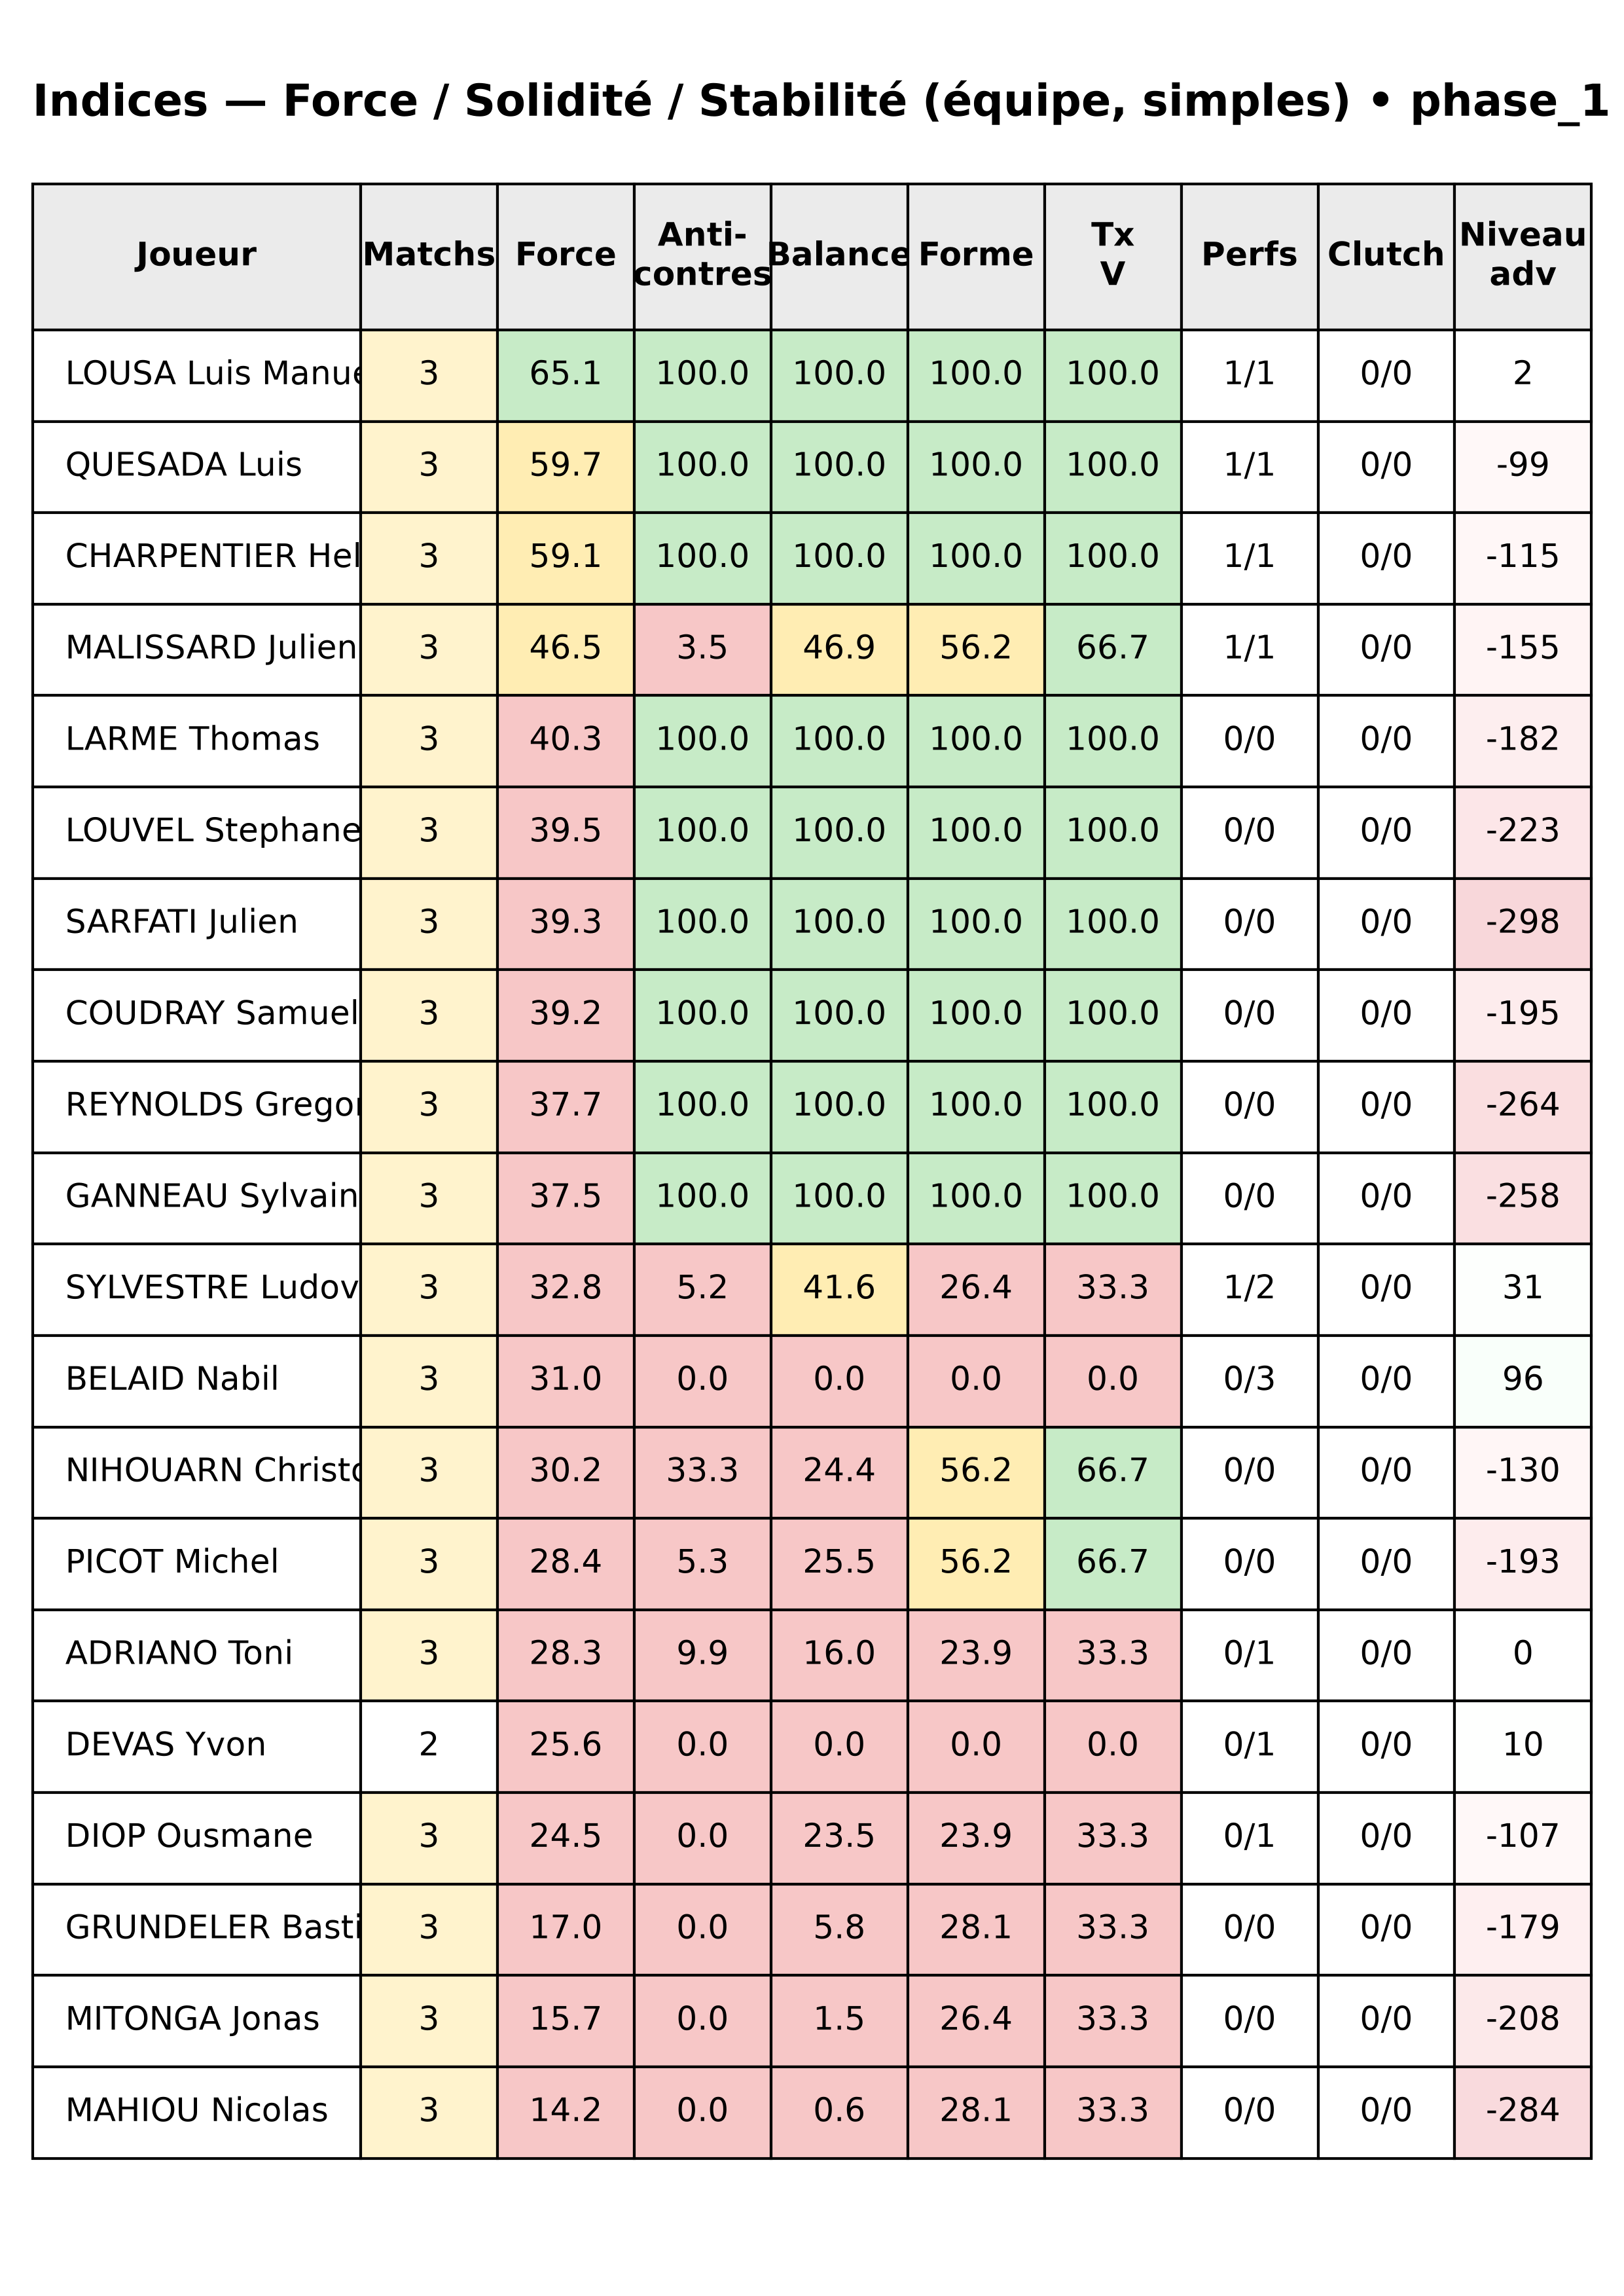 Indices — Force / Solidité / Stabilité (équipe, simples) • phase_1
Joueur Matchs Force Anti-contres Balance Forme Tx V Perfs Clutch Niveau adv
LOUSA Luis Manue 3 65.1 100.0 100.0 100.0 100.0 1/1 0/0 2
QUESADA Luis 3 59.7 100.0 100.0 100.0 100.0 1/1 0/0 -99
CHARPENTIER Hel 3 59.1 100.0 100.0 100.0 100.0 1/1 0/0 -115
MALISSARD Julien 3 46.5 3.5 46.9 56.2 66.7 1/1 0/0 -155
LARME Thomas 3 40.3 100.0 100.0 100.0 100.0 0/0 0/0 -182
LOUVEL Stephane 3 39.5 100.0 100.0 100.0 100.0 0/0 0/0 -223
SARFATI Julien 3 39.3 100.0 100.0 100.0 100.0 0/0 0/0 -298
COUDRAY Samuel 3 39.2 100.0 100.0 100.0 100.0 0/0 0/0 -195
REYNOLDS Gregor 3 37.7 100.0 100.0 100.0 100.0 0/0 0/0 -264
GANNEAU Sylvain 3 37.5 100.0 100.0 100.0 100.0 0/0 0/0 -258
SYLVESTRE Ludov 3 32.8 5.2 41.6 26.4 33.3 1/2 0/0 31
BELAID Nabil 3 31.0 0.0 0.0 0.0 0.0 0/3 0/0 96
NIHOUARN Christo 3 30.2 33.3 24.4 56.2 66.7 0/0 0/0 -130
PICOT Michel 3 28.4 5.3 25.5 56.2 66.7 0/0 0/0 -193
ADRIANO Toni 3 28.3 9.9 16.0 23.9 33.3 0/1 0/0 0
DEVAS Yvon 2 25.6 0.0 0.0 0.0 0.0 0/1 0/0 10
DIOP Ousmane 3 24.5 0.0 23.5 23.9 33.3 0/1 0/0 -107
GRUNDELER Basti 3 17.0 0.0 5.8 28.1 33.3 0/0 0/0 -179
MITONGA Jonas 3 15.7 0.0 1.5 26.4 33.3 0/0 0/0 -208
MAHIOU Nicolas 3 14.2 0.0 0.6 28.1 33.3 0/0 0/0 -284